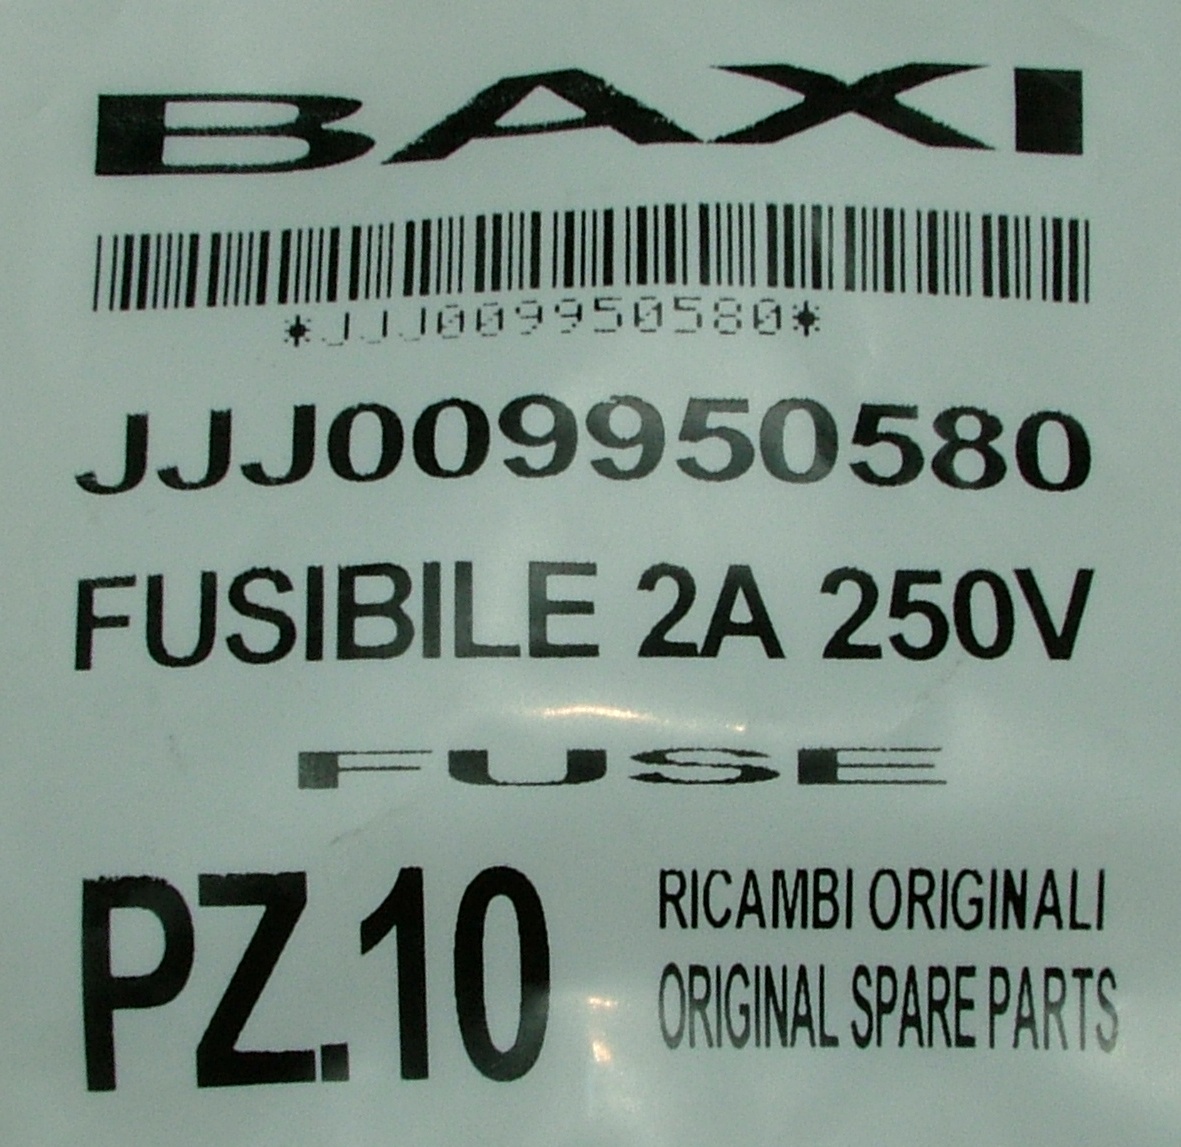 BAXI
*JJJ009950580*
JJJ009950580
FUSIBILE 2A 250V
FUSE
PZ.10
RICAMBI ORIGINALI
ORIGINAL SPARE PARTS